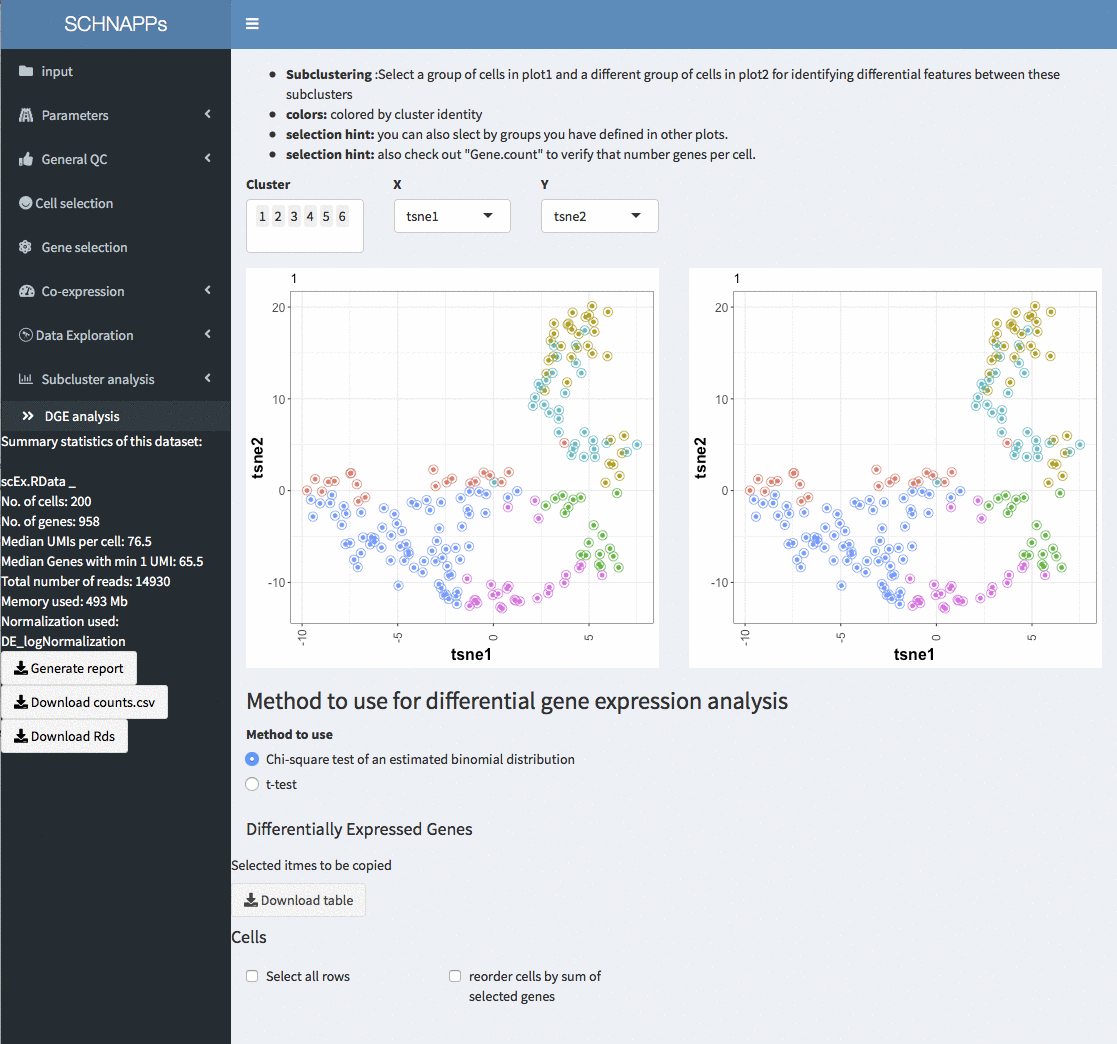 SCHNAPPs
input
Parameters
General QC
Cell selection
Gene selection
Co-expression
Data Exploration
Subcluster analysis
DGE analysis
Summary statistics of this dataset:
scEx.RData _
No. of cells: 200
No. of genes: 958
Median UMIs per cell: 76.5
Median Genes with min 1 UMI: 65.5
Total number of reads: 14930
Memory used: 493 Mb
Normalization used:
DE_logNormalization
Generate report
Download counts.csv
Download Rds
Subclustering :Select a group of cells in plot1 and a different group of cells in plot2 for identifying differential features between these
subclusters
colors: colored by cluster identity
selection hint: you can also slect by groups you have defined in other plots.
selection hint: also check out "Gene.count" to verify that number genes per cell.
Cluster X Y
1 2 3 4 5 6 tsne1 tsne2
1
20
10
0
-10
tsne2
-10 -5 0 5
tsne1
1
20
10
0
-10
tsne2
-10 -5 0 5
tsne1
Method to use for differential gene expression analysis
Method to use
Chi-square test of an estimated binomial distribution
t-test
Differentially Expressed Genes
Selected itmes to be copied
Download table
Cells
Select all rows
reorder cells by sum of
selected genes